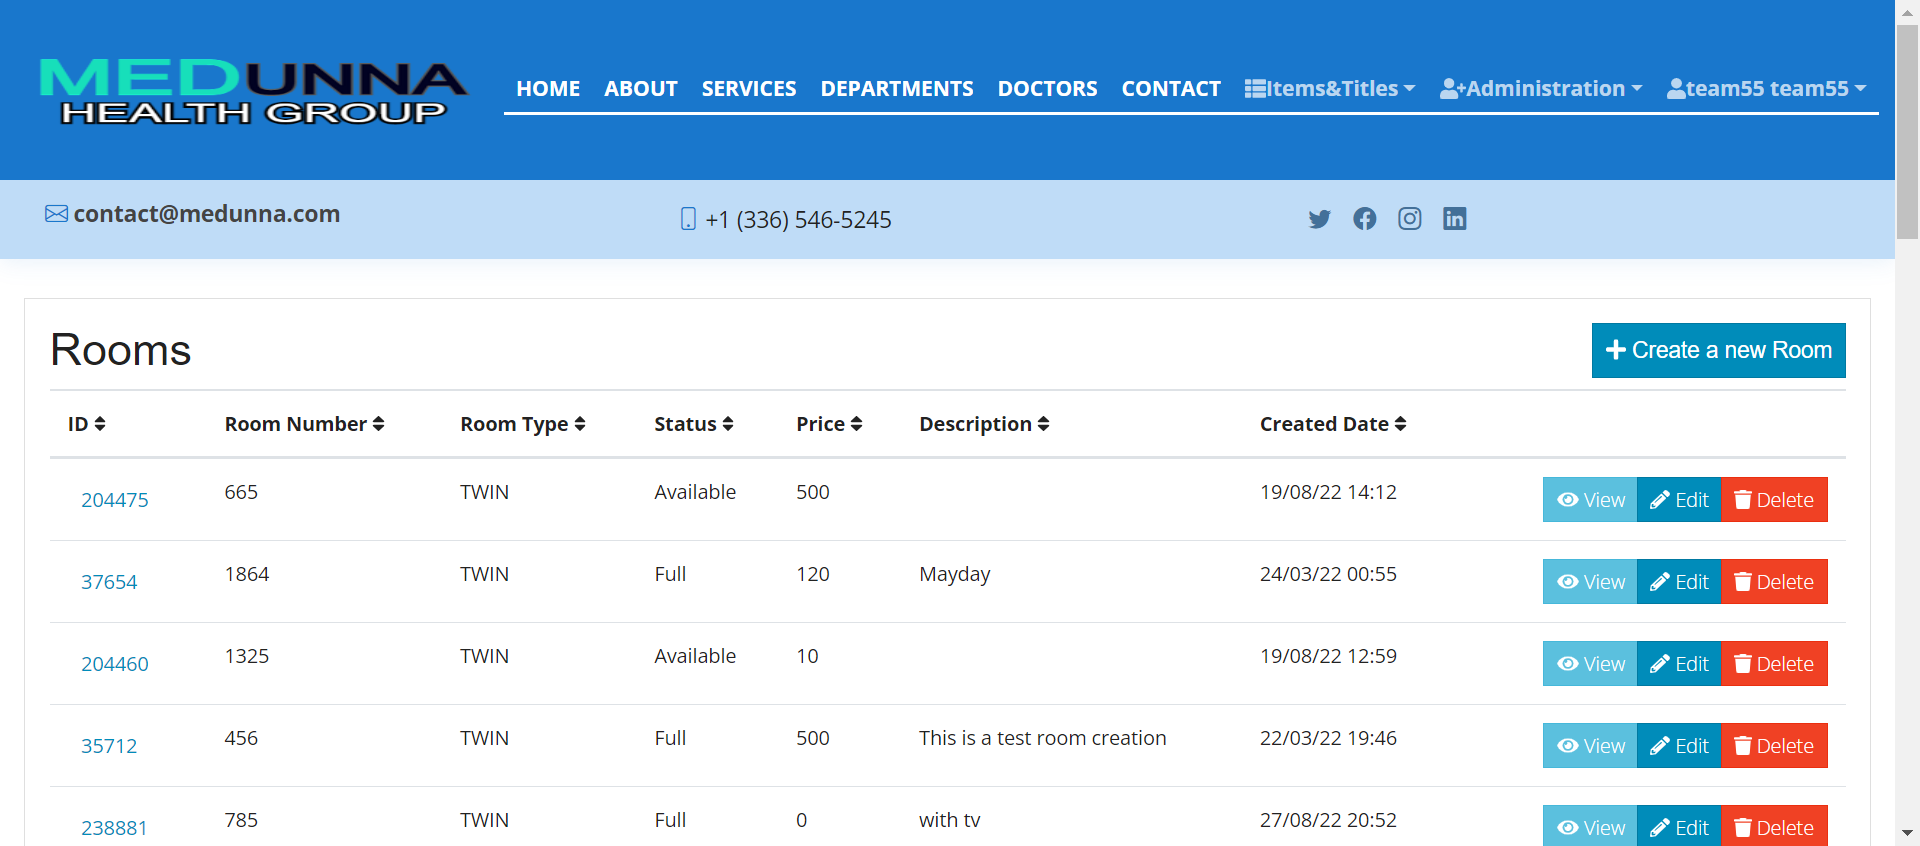 MEDUNNA
HEALTH GROUP
HOME ABOUT SERVICES DEPARTMENTS DOCTORS CONTACT Items&Titles Administration team55 team55
contact@medunna.com +1 (336) 546-5245
Rooms + Create a new Room
ID Room Number Room Type Status Price Description Created Date
204475 665 TWIN Available 500 19/08/22 14:12 View Edit Delete
37654 1864 TWIN Full 120 Mayday 24/03/22 00:55 View Edit Delete
204460 1325 TWIN Available 10 19/08/22 12:59 View Edit Delete
35712 456 TWIN Full 500 This is a test room creation 22/03/22 19:46 View Edit Delete
238881 785 TWIN Full 0 with tv 27/08/22 20:52 View Edit Delete